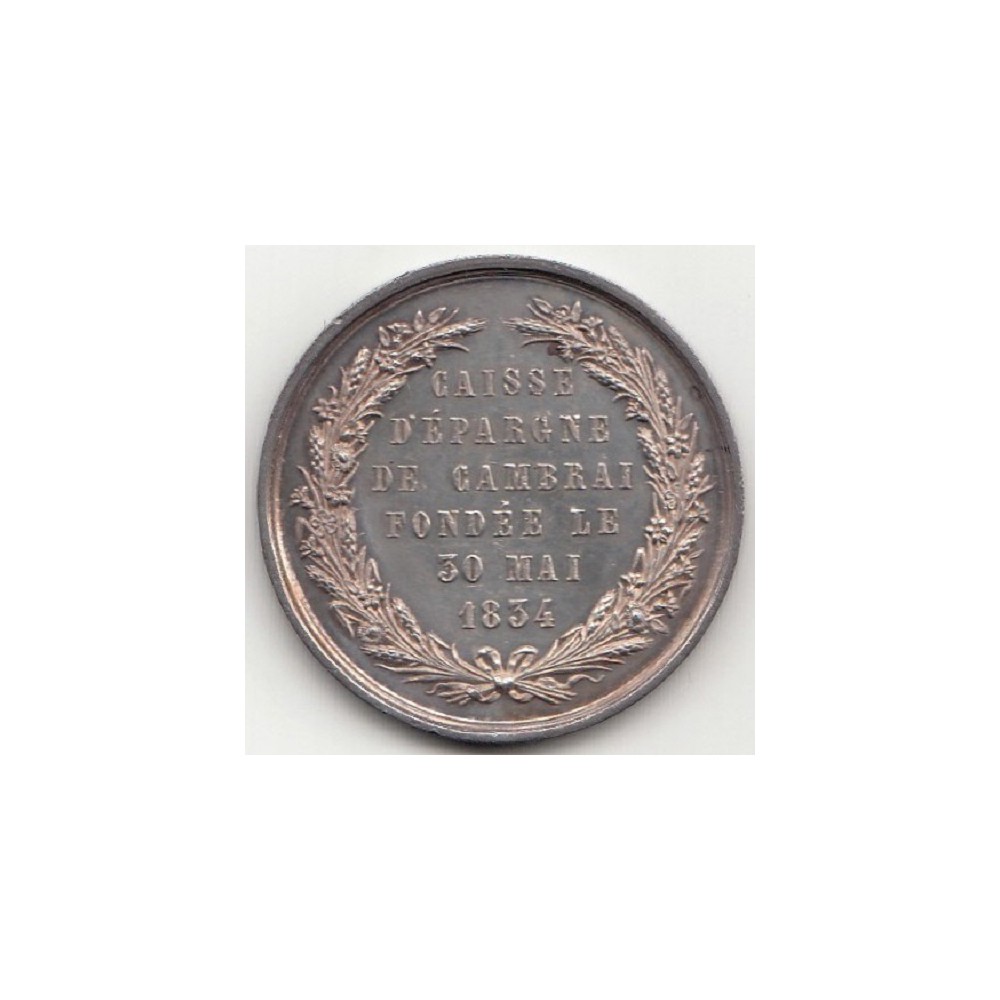 CAISSE
D'ÉPARGNE
DE CAMBRAI
FONDÉE LE
30 MAI
1834